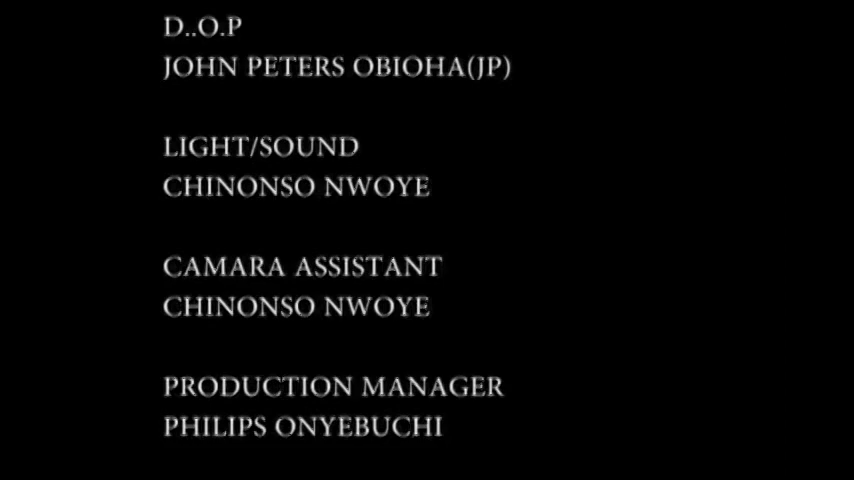 D..O.P
JOHN PETERS OBIOHA(JP)
LIGHT/SOUND
CHINONSO NWOYE
CAMARA ASSISTANT
CHINONSO NWOYE
PRODUCTION MANAGER
PHILIPS ONYEBUCHI